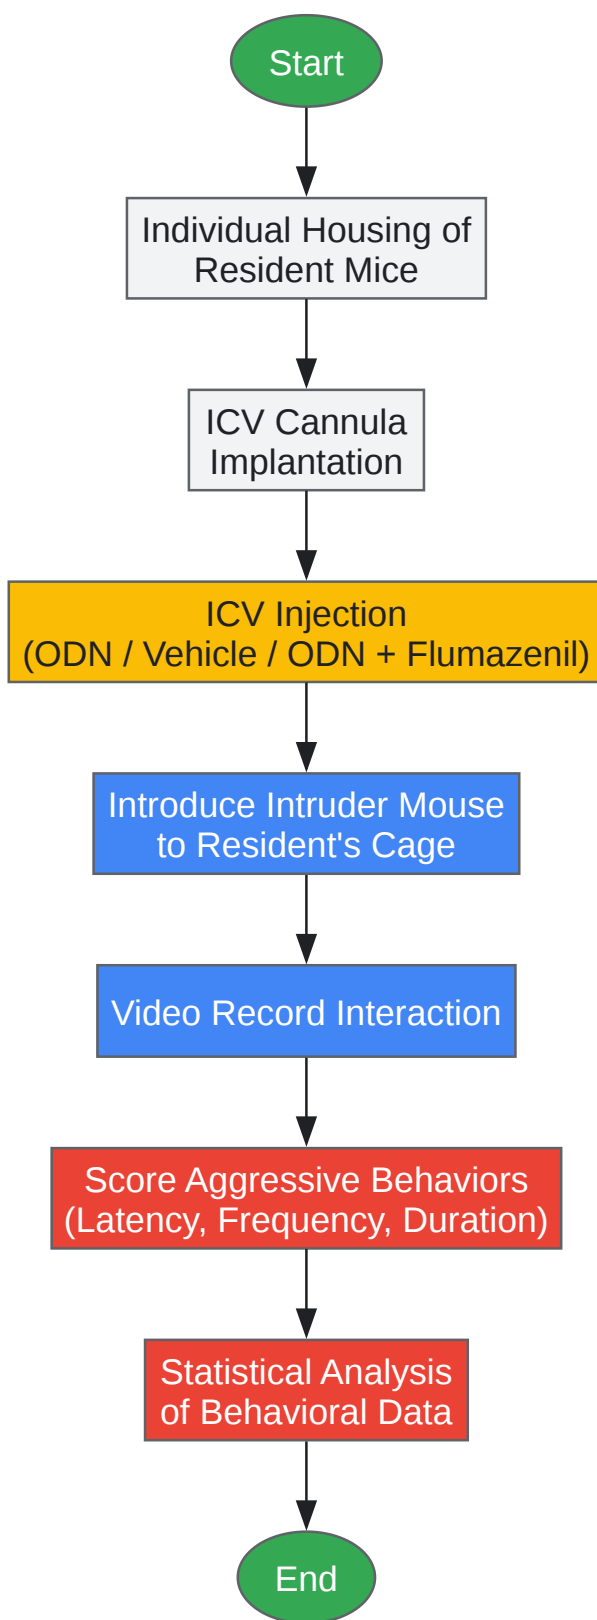 Start
Individual Housing of
Resident Mice
ICV Cannula
Implantation
ICV Injection
(ODN / Vehicle / ODN + Flumazenil)
Introduce Intruder Mouse
to Resident's Cage
Video Record Interaction
Score Aggressive Behaviors
(Latency, Frequency, Duration)
Statistical Analysis
of Behavioral Data
End